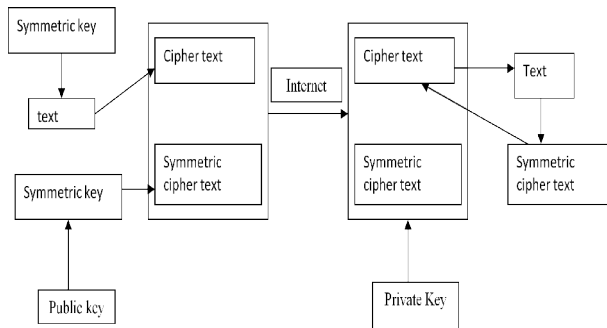 Symmetric key
text
Cipher text
Internet
Cipher text
Text
Symmetric key
Symmetric
cipher text
Symmetric
cipher text
Symmetric
cipher text
Public key
Private Key